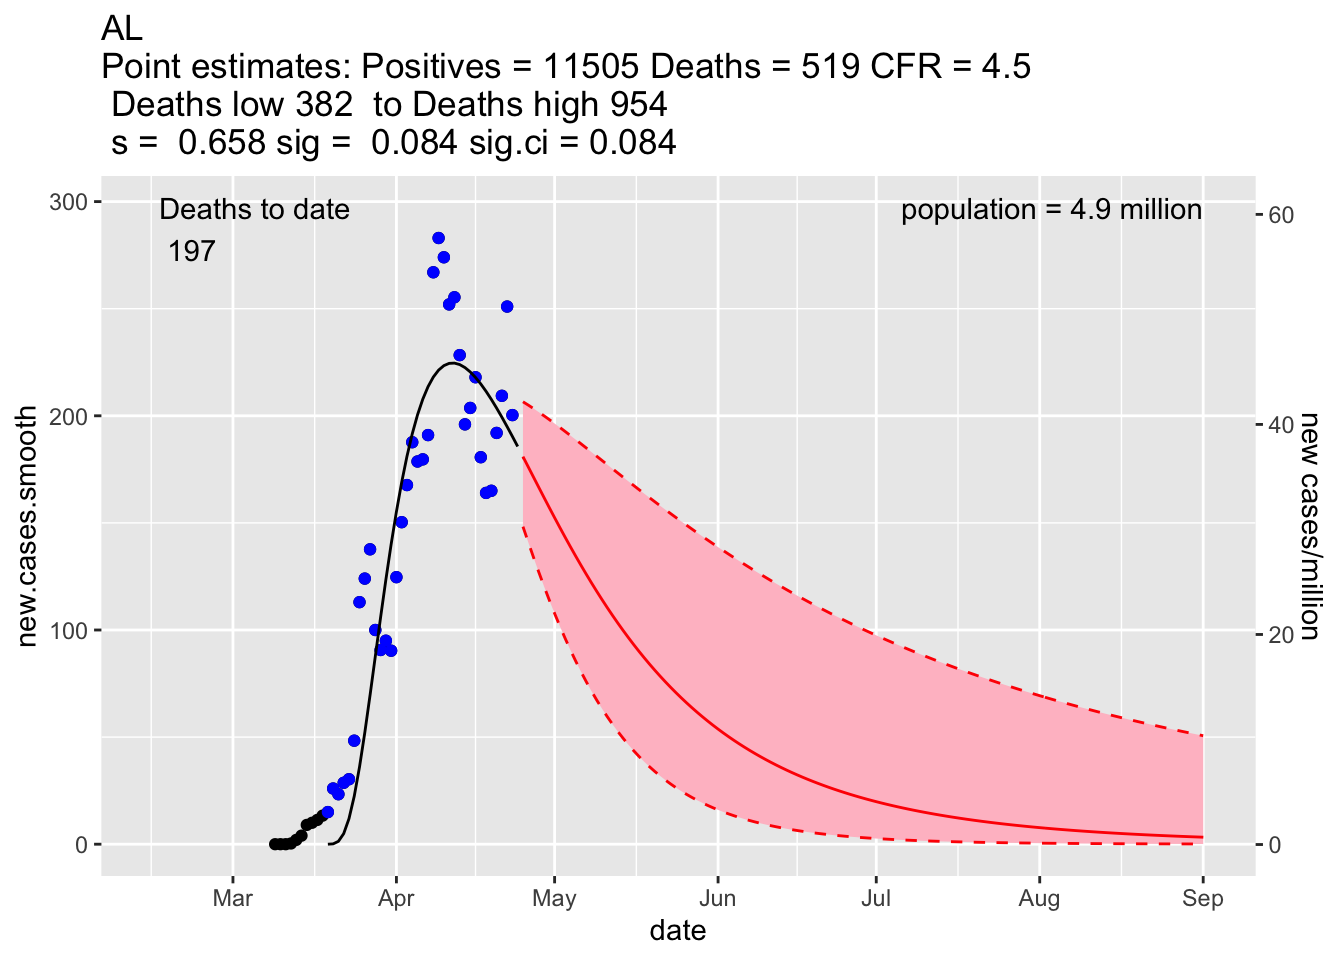 AL
Point estimates: Positives = 11505 Deaths = 519 CFR = 4.5
Deaths low 382  to Deaths high 954
s =  0.658 sig =  0.084 sig.ci = 0.084
Deaths to date
197
population = 4.9 million
300
200
100
0
new.cases.smooth
60
40
20
0
new cases/million
Mar
Apr
May
Jun
Jul
Aug
Sep
date